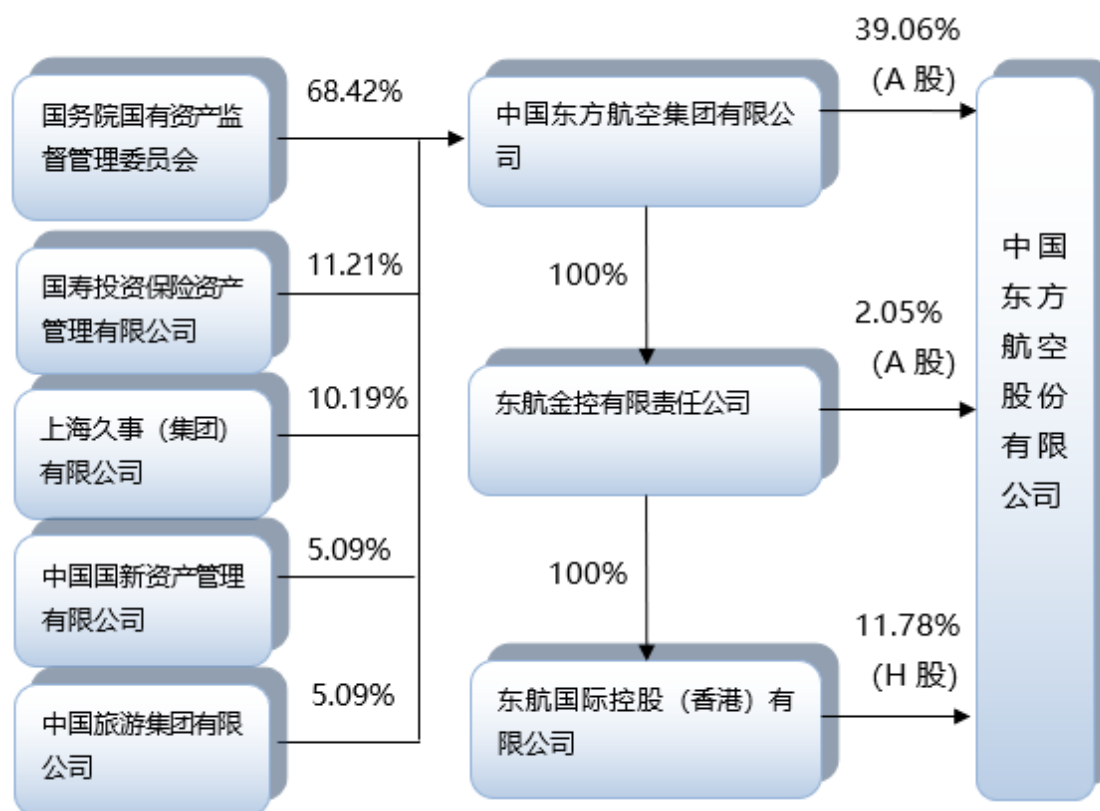 国务院国有资产监
督管理委员会
68.42%
国寿投资保险资产
管理有限公司
11.21%
上海久事（集团）
有限公司
10.19%
中国国新资产管理
有限公司
5.09%
中国旅游集团有限
公司
5.09%
中国东方航空集团有限公
司
100%
东航金控有限责任公司
100%
东航国际控股（香港）有
限公司
39.06%
(A 股)
2.05%
(A 股)
11.78%
(H 股)
中国
东方
航空
股份
有限
公司